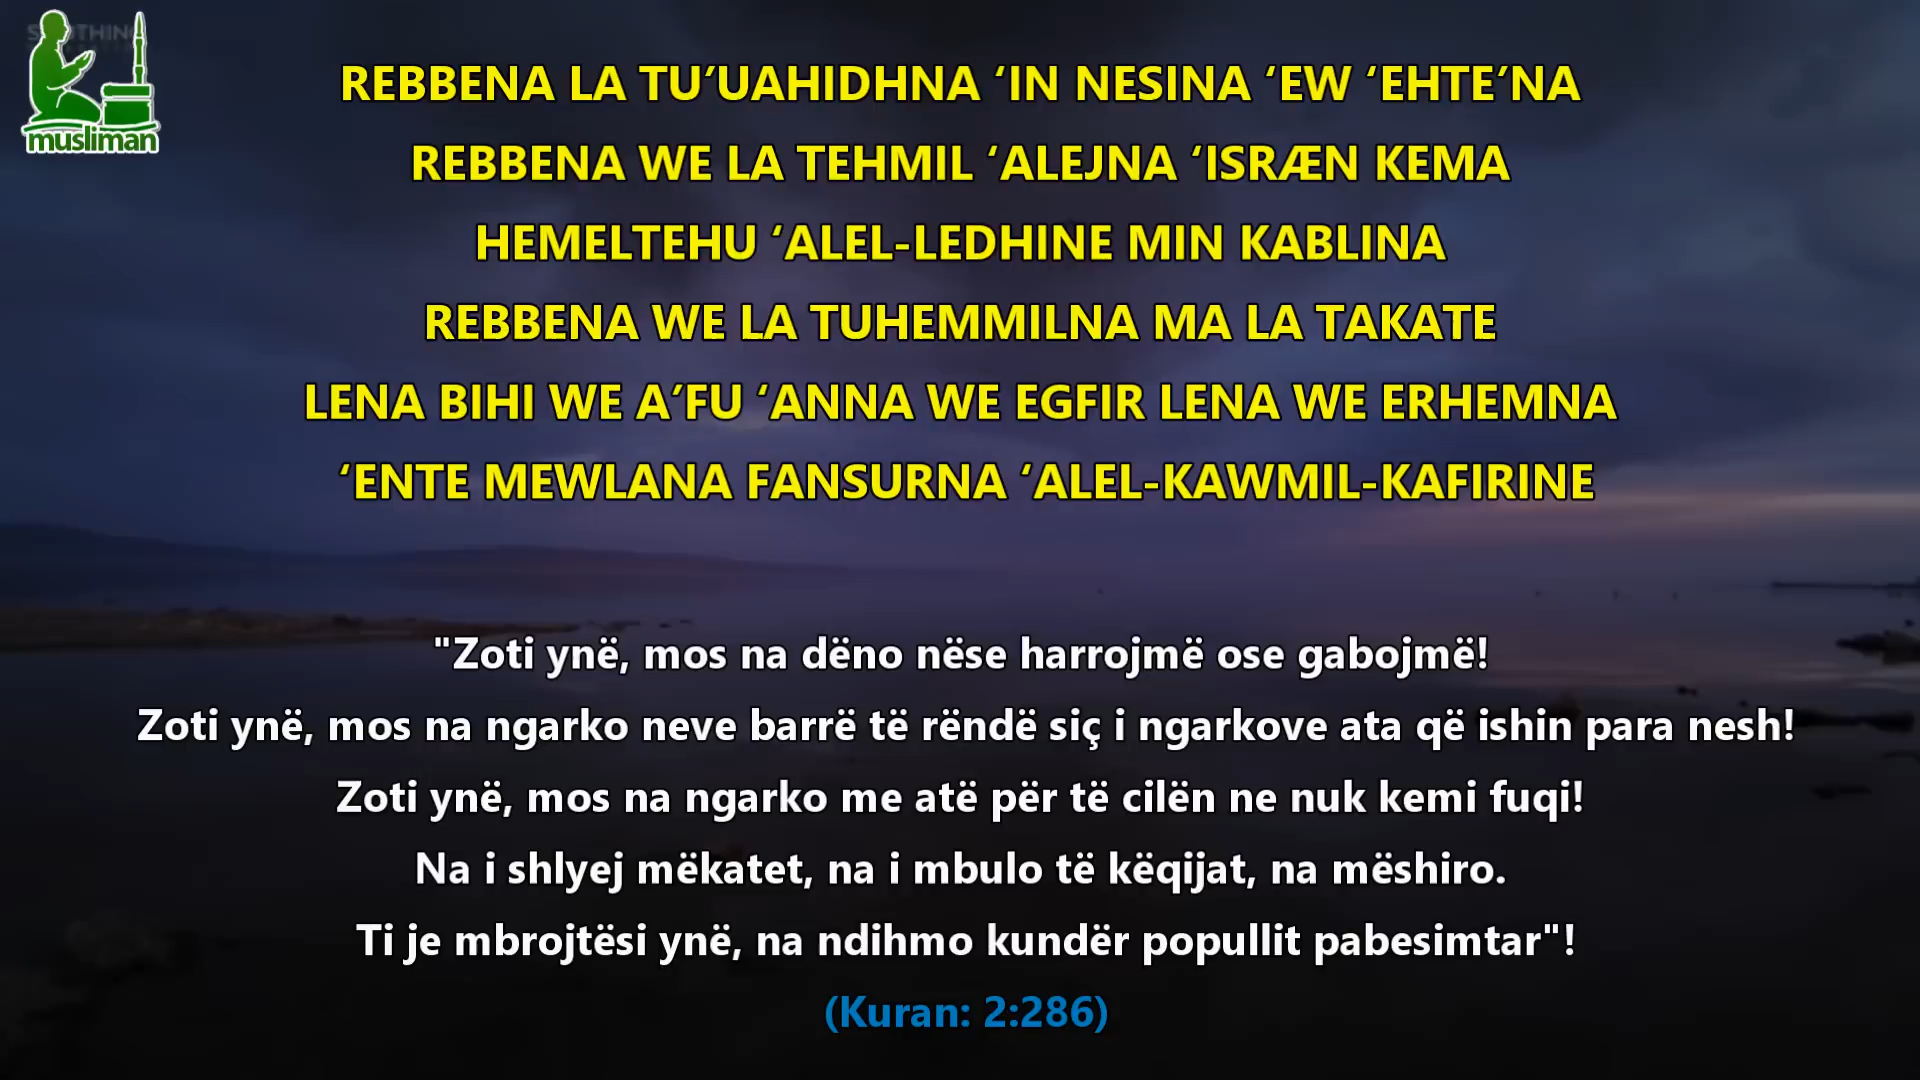 musliman
REBBENA LA TU’UAHIDHNA ‘IN NESINA ‘EW ‘EHTE’NA
REBBENA WE LA TEHMIL ‘ALEJNA ‘ISRÆN KEMA
HEMELTEHU ‘ALEL-LEDHINE MIN KABLINA
REBBENA WE LA TUHEMMILNA MA LA TAKATE
LENA BIHI WE A’FU ‘ANNA WE EGFIR LENA WE ERHEMNA
‘ENTE MEWLANA FANSURNA ‘ALEL-KAWMIL-KAFIRINE
"Zoti ynë, mos na dëno nëse harrojmë ose gabojmë!
Zoti ynë, mos na ngarko neve barrë të rëndë siç i ngarkove ata që ishin para nesh!
Zoti ynë, mos na ngarko me atë për të cilën ne nuk kemi fuqi!
Na i shlyej mëkatet, na i mbulo të këqijat, na mëshiro.
Ti je mbrojtësi ynë, na ndihmo kundër popullit pabesimtar"!
(Kuran: 2:286)